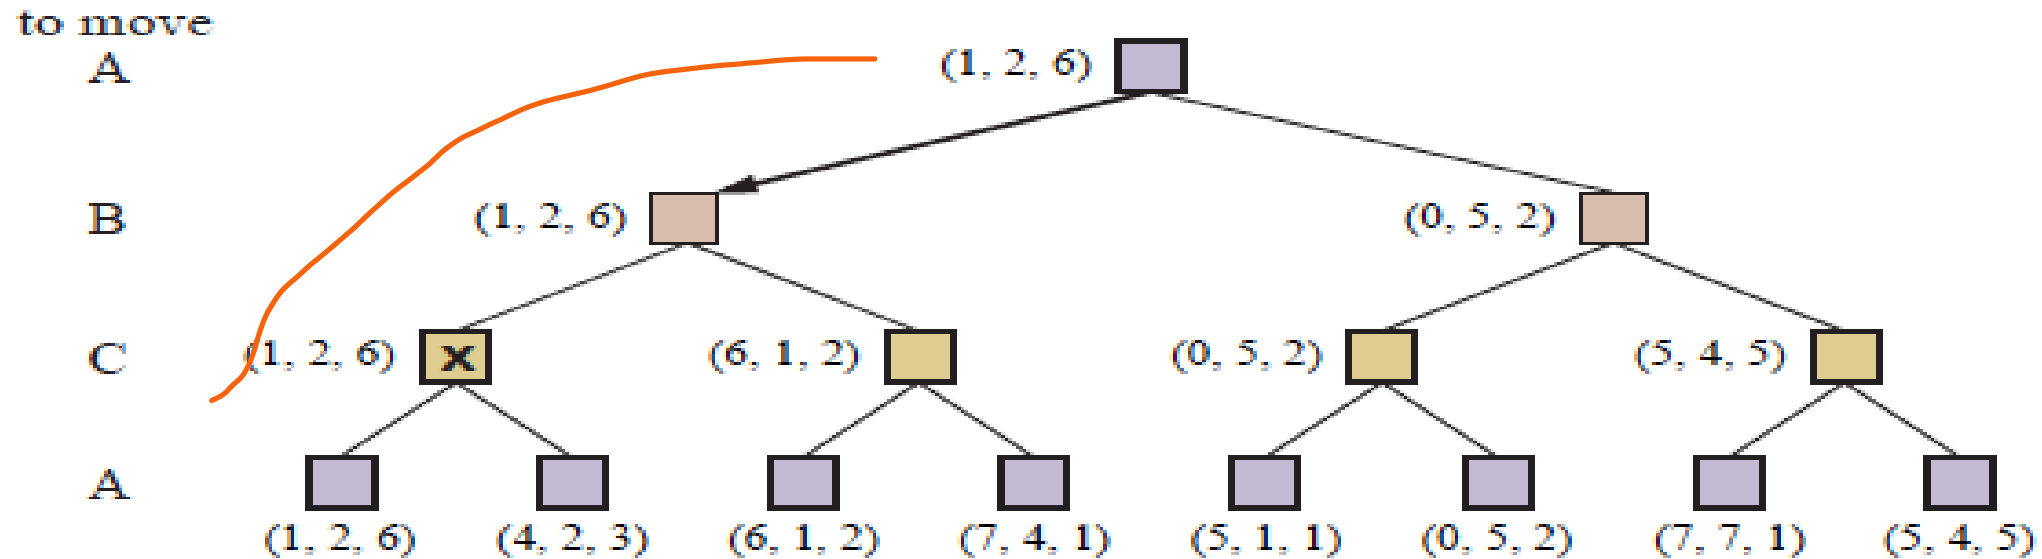 to move
A (1, 2, 6)
B (1, 2, 6) (0, 5, 2)
C (1, 2, 6) X (6, 1, 2) (0, 5, 2) (5, 4, 5)
A
(1, 2, 6) (4, 2, 3) (6, 1, 2) (7, 4, 1) (5, 1, 1) (0, 5, 2) (7, 7, 1) (5, 4, 5)